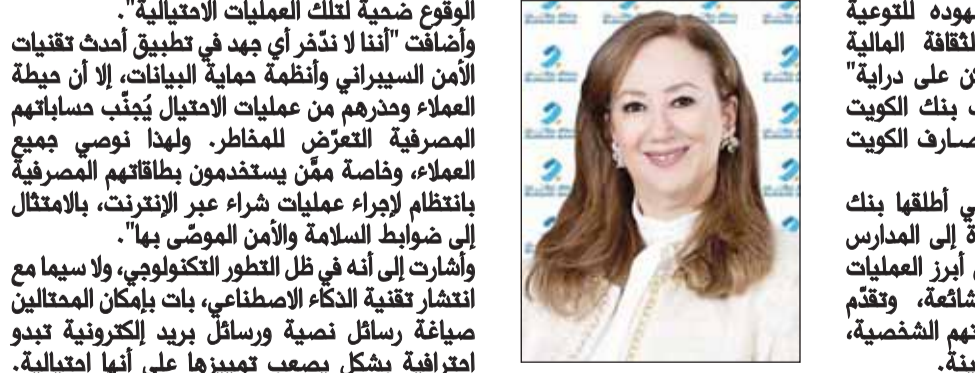 هوده للتوعية
لثقافة المالية
ن على دراية"
بنك الكويت
صارف الكويت
ي أطلقها بنك
ة إلى المدارس
أبرز العمليات
شائعة، وتقدّم
تهم الشخصية،
ينة.
الوقوع ضحية لتلك العمليات الاحتيالية".
وأضافت "أننا لا ندّخر أي جهد في تطبيق أحدث تقنيات
الأمن السيبراني وأنظمة حماية البيانات، إلا أن حيطة
العملاء وحذرهم من عمليات الاحتيال يُجنّب حساباتهم
المصرفية التعرّض للمخاطر. ولهذا نوصي جميع
العملاء، وخاصة ممَّن يستخدمون بطاقاتهم المصرفية
بانتظام لإجراء عمليات شراء عبر الإنترنت، بالامتثال
إلى ضوابط السلامة والأمن الموصّى بها".
وأشارت إلى أنه في ظل التطور التكنولوجي، ولا سيما مع
انتشار تقنية الذكاء الاصطناعي، بات بإمكان المحتالين
صياغة رسائل نصية ورسائل بريد إلكترونية تبدو
احترافية بشكل يصعب تمييزها على أنها احتيالية.